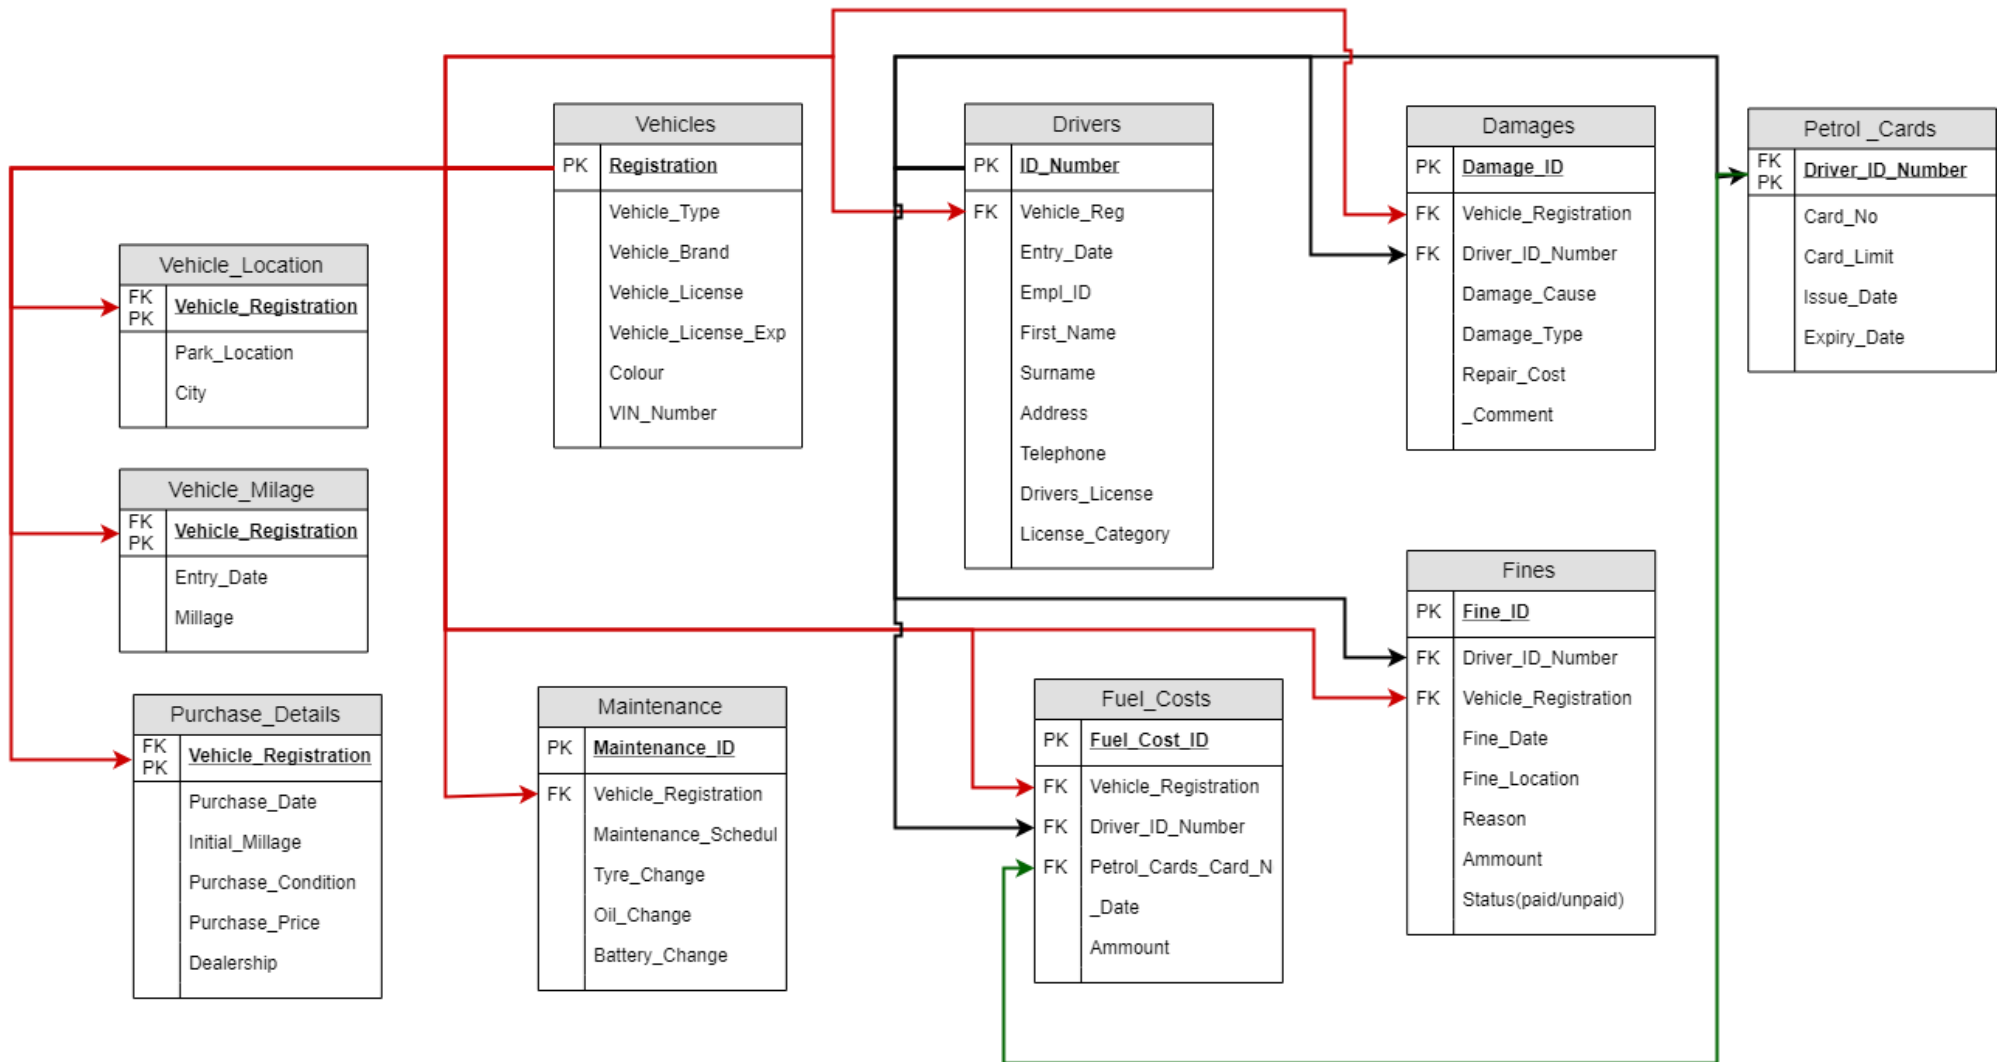 Vehicles
PK Registration
Vehicle_Type
Vehicle_Brand
Vehicle_License
Vehicle_License_Exp
Colour
VIN_Number
Drivers
PK ID_Number
FK Vehicle_Reg
Entry_Date
Empl_ID
First_Name
Surname
Address
Telephone
Drivers_License
License_Category
Damages
PK Damage_ID
FK Vehicle_Registration
FK Driver_ID_Number
Damage_Cause
Damage_Type
Repair_Cost
_Comment
Petrol _Cards
FK
PK Driver_ID_Number
Card_No
Card_Limit
Issue_Date
Expiry_Date
Vehicle_Location
FK
PK Vehicle_Registration
Park_Location
City
Vehicle_Milage
FK
PK Vehicle_Registration
Entry_Date
Millage
Purchase_Details
FK
PK Vehicle_Registration
Purchase_Date
Initial_Millage
Purchase_Condition
Purchase_Price
Dealership
Maintenance
PK Maintenance_ID
FK Vehicle_Registration
Maintenance_Schedul
Tyre_Change
Oil_Change
Battery_Change
Fuel_Costs
PK Fuel_Cost_ID
FK Vehicle_Registration
FK Driver_ID_Number
FK Petrol_Cards_Card_N
_Date
Ammount
Fines
PK Fine_ID
FK Driver_ID_Number
FK Vehicle_Registration
Fine_Date
Fine_Location
Reason
Ammount
Status(paid/unpaid)